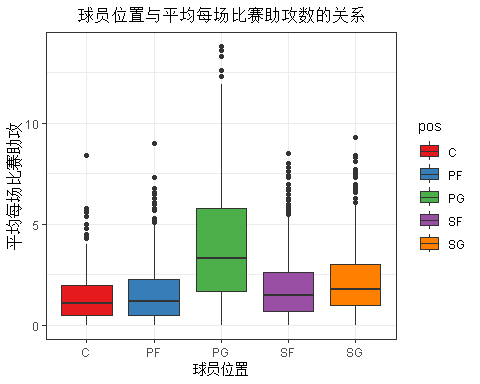 球员位置与平均每场比赛助攻数的关系
平均每场比赛助攻
10
5
0
C PF PG SF SG
球员位置
pos
C
PF
PG
SF
SG